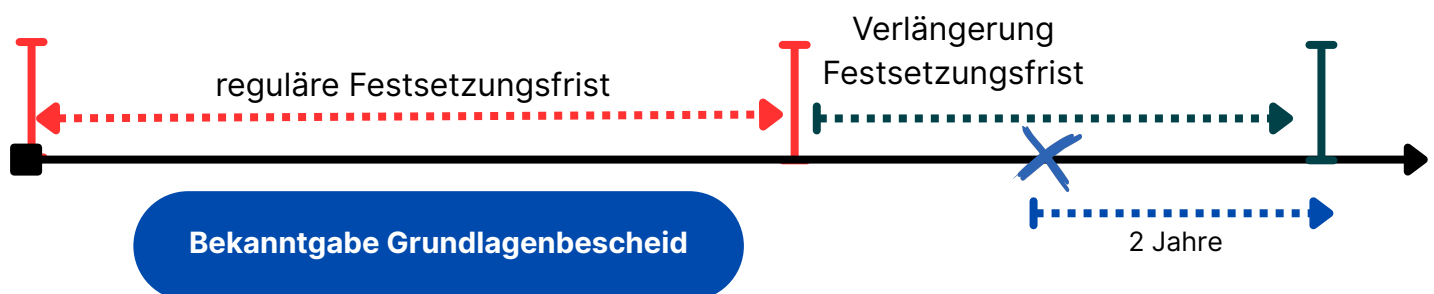 Verlängerung
Festsetzungsfrist
reguläre Festsetzungsfrist
Bekanntgabe Grundlagenbescheid
2 Jahre